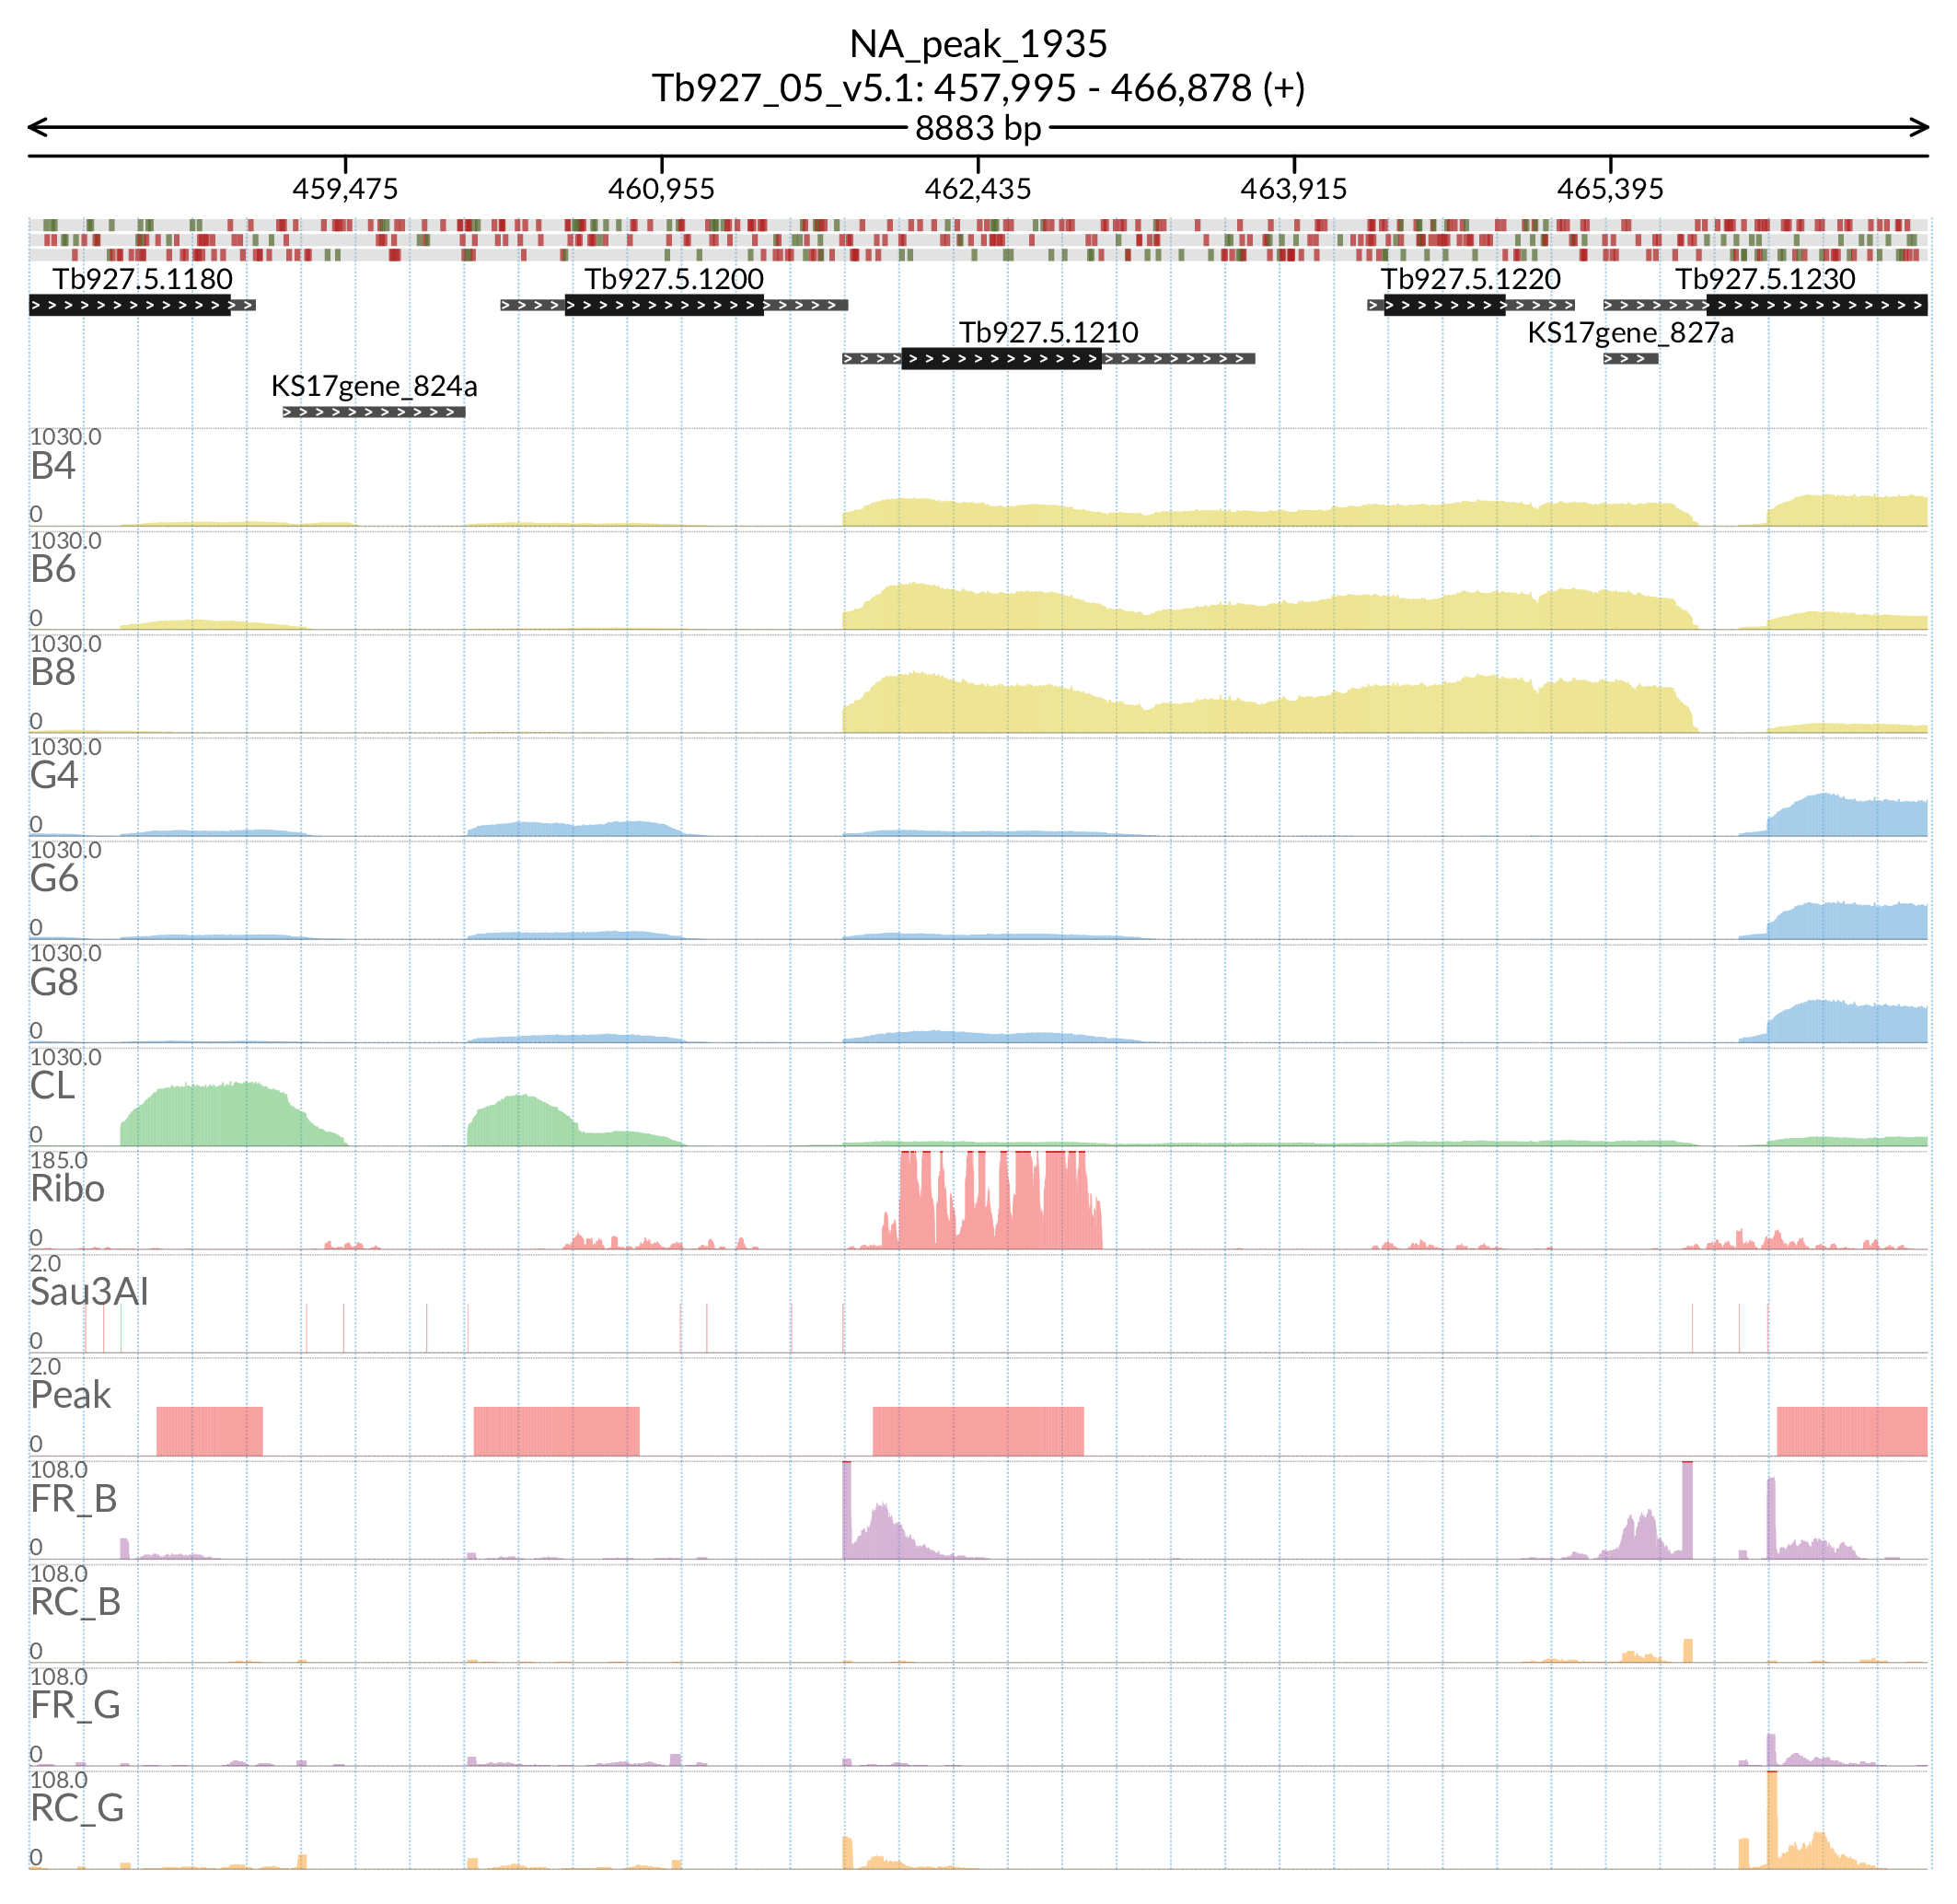 NA_peak_1935
Tb927_05_v5.1: 457,995 - 466,878 (+)
8883 bp
459,475 460,955 462,435 463,915 465,395
Tb927.5.1180 Tb927.5.1200 Tb927.5.1220 Tb927.5.1230
Tb927.5.1210 KS17gene_827a
KS17gene_824a
1030.0
B4
0
1030.0
B6
0
1030.0
B8
0
1030.0
G4
0
1030.0
G6
0
1030.0
G8
0
1030.0
CL
0
185.0
Ribo
0
2.0
Sau3AI
0
2.0
Peak
0
108.0
FR_B
0
108.0
RC_B
0
108.0
FR_G
0
108.0
RC_G
0